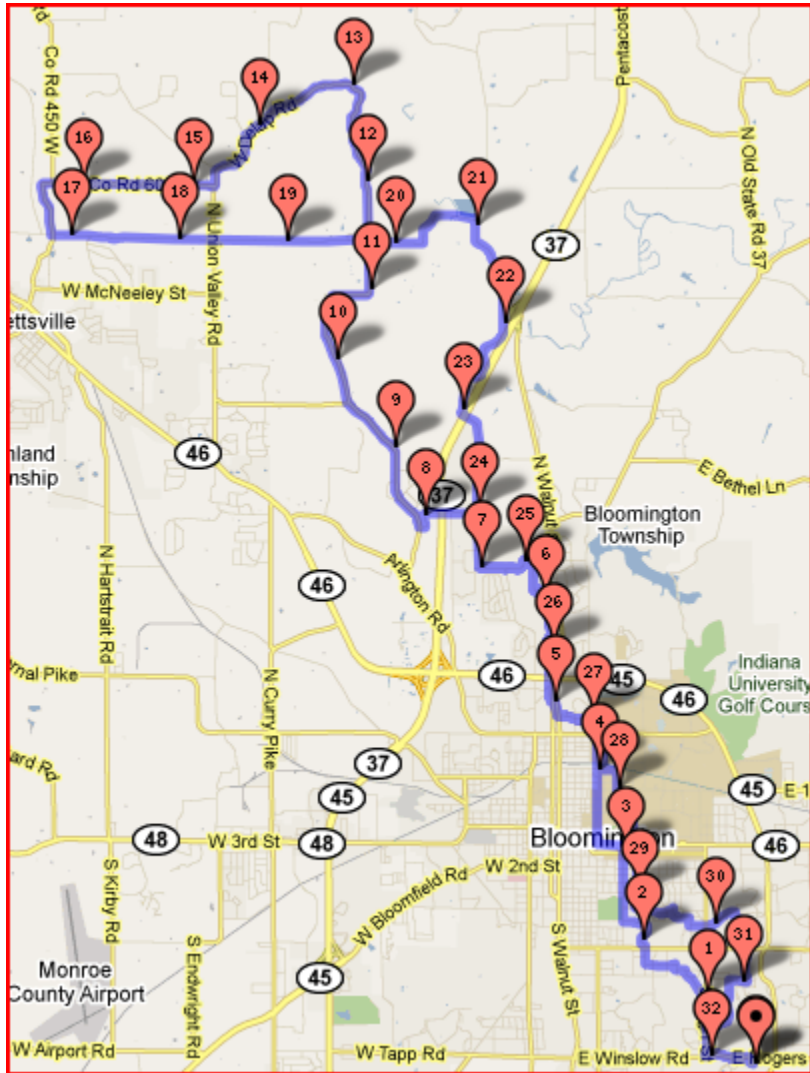 13
Co Rd 450 W
Pentacost
14
W Delap Rd
12
N Old State Rd 37
16
15
Co Rd 60
17
18
19
20
21
37
N Union Valley Rd
11
W McNeeley St
22
ettsville
10
23
9
46
nland
nship
8
24
37
E Bethel Ln
N Walnut
7
25
Bloomington
Township
6
N Hartstrait Rd
46
Arlington Rd
26
5
27
46
45
Indiana
University
Golf Cours
46
rnal Pike
N Curry Pike
4
28
37
ard Rd
45
45
E 1
3
48
W 3rd St
48
Bloomington
46
29
W 2nd St
2
30
W Bloomfield Rd
S Kirby Rd
S Endwright Rd
S Walnut St
1
31
Monroe
County Airport
45
32
W Airport Rd
W Tapp Rd
E Winslow Rd
E Rogers